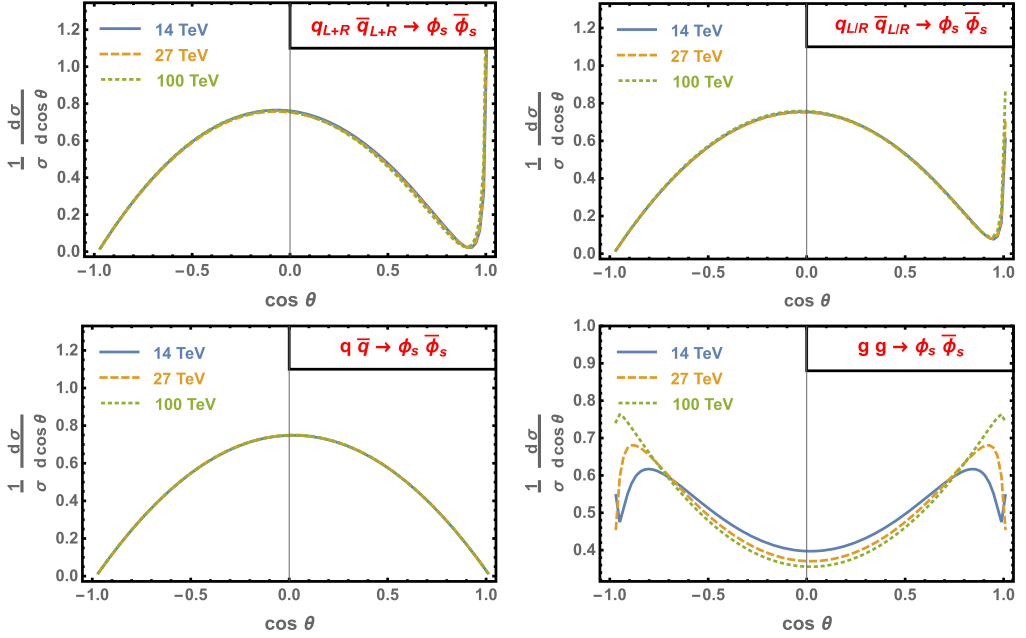 14 TeV
27 TeV
100 TeV
q_{L+R} \overline{q}_{L+R} → ϕ_s \overline{ϕ}_s
1.2
1.0
0.8
0.6
0.4
0.2
0.0
−1.0 −0.5 0.0 0.5 1.0
cos θ
1/σ dσ/d cos θ
14 TeV
27 TeV
100 TeV
q_{L/R} \overline{q}_{L/R} → ϕ_s \overline{ϕ}_s
1.2
1.0
0.8
0.6
0.4
0.2
0.0
−1.0 −0.5 0.0 0.5 1.0
cos θ
1/σ dσ/d cos θ
14 TeV
27 TeV
100 TeV
q \overline{q} → ϕ_s \overline{ϕ}_s
1.2
1.0
0.8
0.6
0.4
0.2
0.0
−1.0 −0.5 0.0 0.5 1.0
cos θ
1/σ dσ/d cos θ
14 TeV
27 TeV
100 TeV
g g → ϕ_s \overline{ϕ}_s
1.0
0.9
0.8
0.7
0.6
0.5
0.4
−1.0 −0.5 0.0 0.5 1.0
cos θ
1/σ dσ/d cos θ